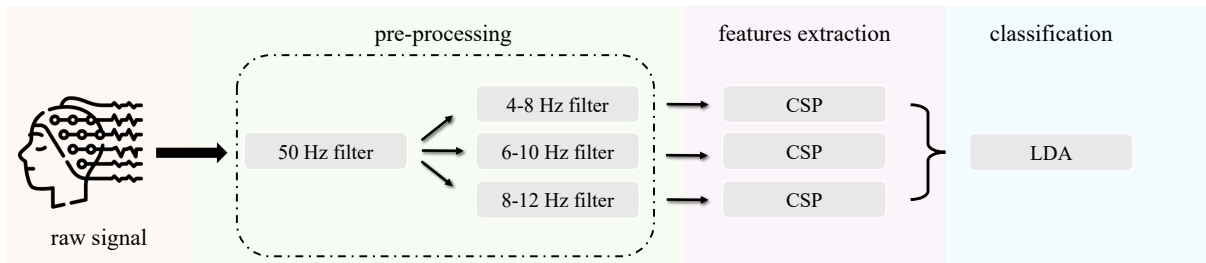 pre-processing
features extraction
classification
4-8 Hz filter
CSP
50 Hz filter
6-10 Hz filter
CSP
LDA
8-12 Hz filter
CSP
raw signal